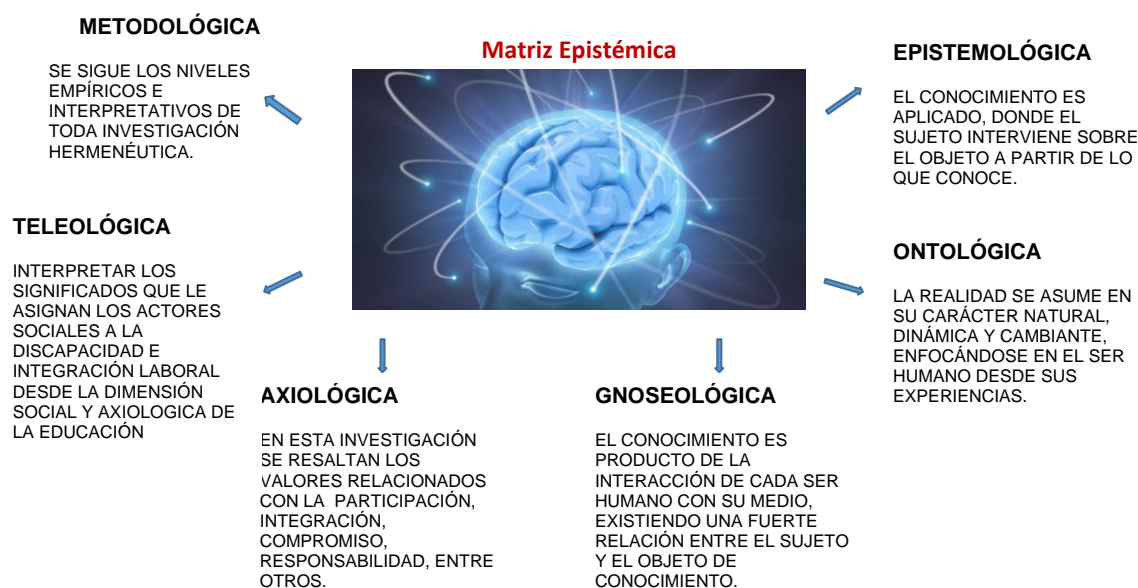 METODOLÓGICA
SE SIGUE LOS NIVELES
EMPÍRICOS E
INTERPRETATIVOS DE
TODA INVESTIGACIÓN
HERMENÉUTICA.
Matriz Epistémica
EPISTEMOLÓGICA
EL CONOCIMIENTO ES
APLICADO, DONDE EL
SUJETO INTERVIENE SOBRE
EL OBJETO A PARTIR DE LO
QUE CONOCE.
TELEOLÓGICA
INTERPRETAR LOS
SIGNIFICADOS QUE LE
ASIGNAN LOS ACTORES
SOCIALES A LA
DISCAPACIDAD E
INTEGRACIÓN LABORAL
DESDE LA DIMENSIÓN
SOCIAL Y AXIOLOGICA DE
LA EDUCACIÓN
ONTOLÓGICA
LA REALIDAD SE ASUME EN
SU CARÁCTER NATURAL,
DINÁMICA Y CAMBIANTE,
ENFOCÁNDOSE EN EL SER
HUMANO DESDE SUS
EXPERIENCIAS.
AXIOLÓGICA
EN ESTA INVESTIGACIÓN
SE RESALTAN LOS
VALORES RELACIONADOS
CON LA PARTICIPACIÓN,
INTEGRACIÓN,
COMPROMISO,
RESPONSABILIDAD, ENTRE
OTROS.
GNOSEOLÓGICA
EL CONOCIMIENTO ES
PRODUCTO DE LA
INTERACCIÓN DE CADA SER
HUMANO CON SU MEDIO,
EXISTIENDO UNA FUERTE
RELACIÓN ENTRE EL SUJETO
Y EL OBJETO DE
CONOCIMIENTO.